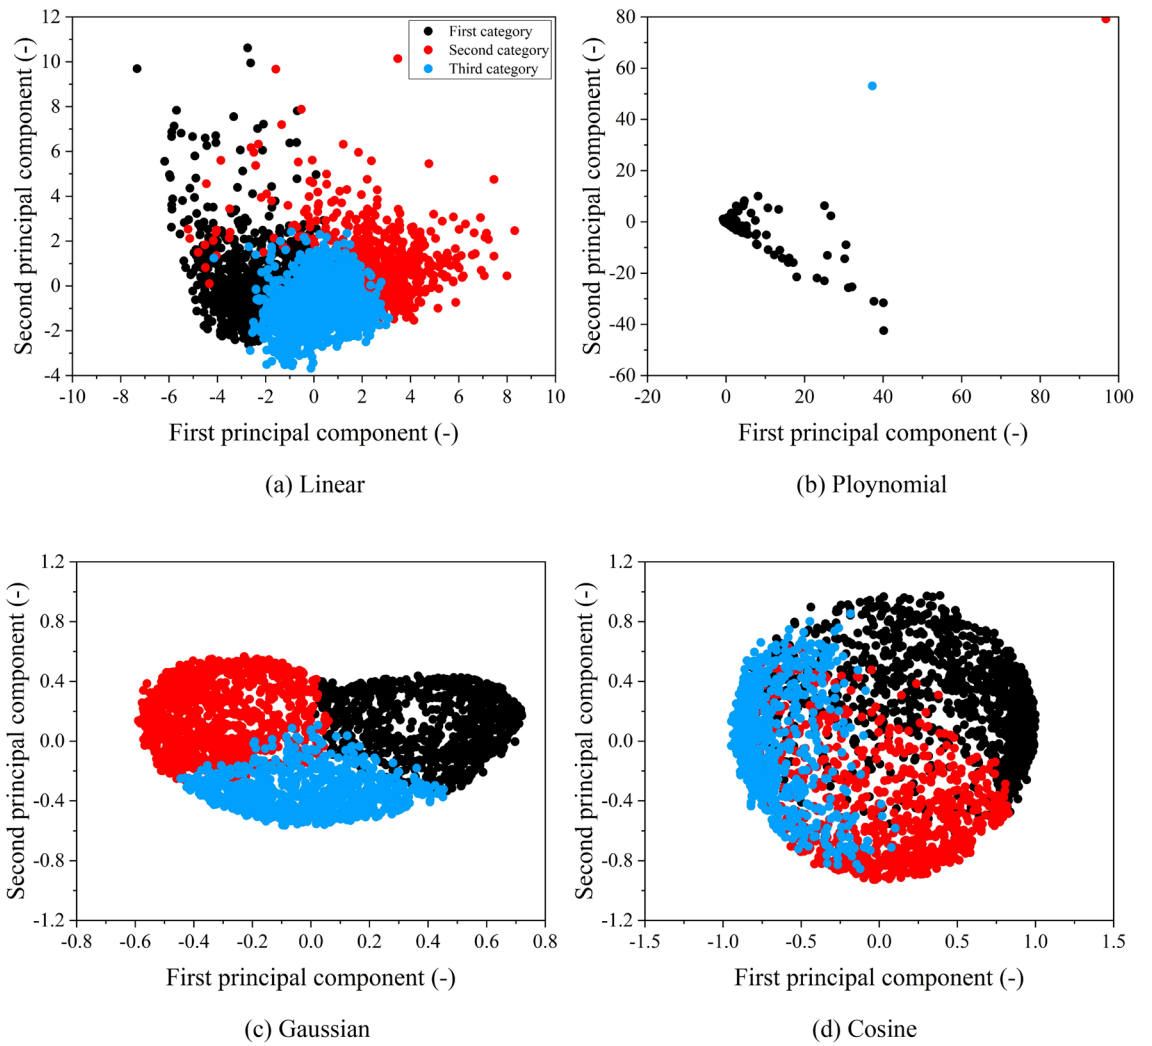 12
10
8
6
4
2
0
-2
-4
Second principal component (-)
First category
Second category
Third category
-10 -8 -6 -4 -2 0 2 4 6 8 10
First principal component (-)
(a) Linear
80
60
40
20
0
-20
-40
-60
Second principal component (-)
-20 0 20 40 60 80 100
First principal component (-)
(b) Ploynomial
1.2
0.8
0.4
0.0
-0.4
-0.8
-1.2
Second principal component (-)
-0.8 -0.6 -0.4 -0.2 0.0 0.2 0.4 0.6 0.8
First principal component (-)
(c) Gaussian
1.2
0.8
0.4
0.0
-0.4
-0.8
-1.2
Second principal component (-)
-1.5 -1.0 -0.5 0.0 0.5 1.0 1.5
First principal component (-)
(d) Cosine